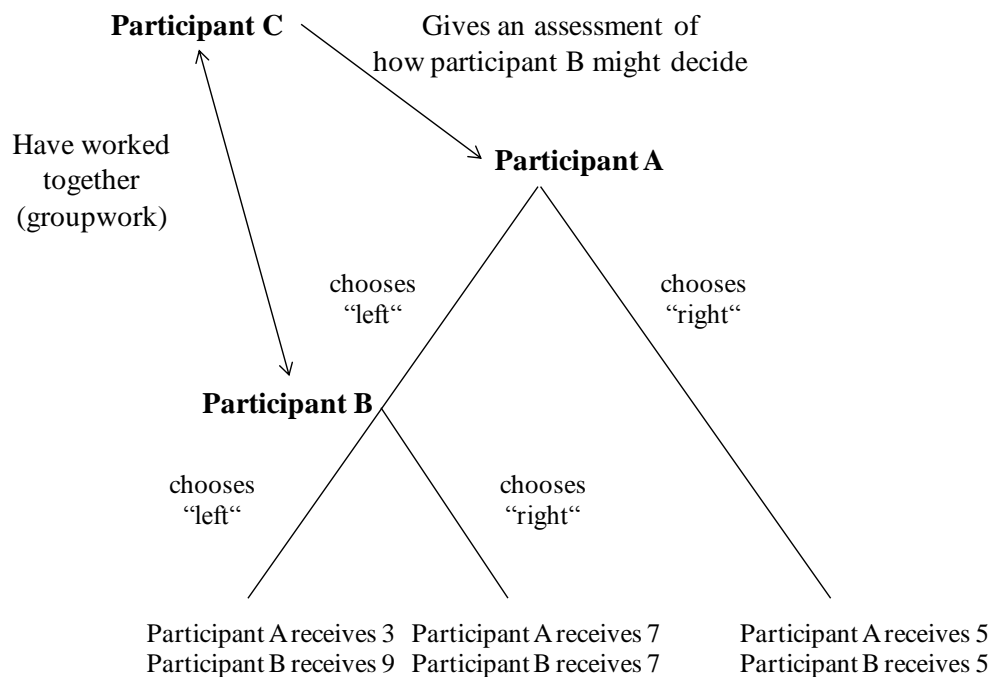 Participant C
Gives an assessment of
how participant B might decide
Have worked
together
(groupwork)
Participant A
chooses
“left“
chooses
“right“
Participant B
chooses
“left“
chooses
“right“
Participant A receives 3
Participant B receives 9
Participant A receives 7
Participant B receives 7
Participant A receives 5
Participant B receives 5